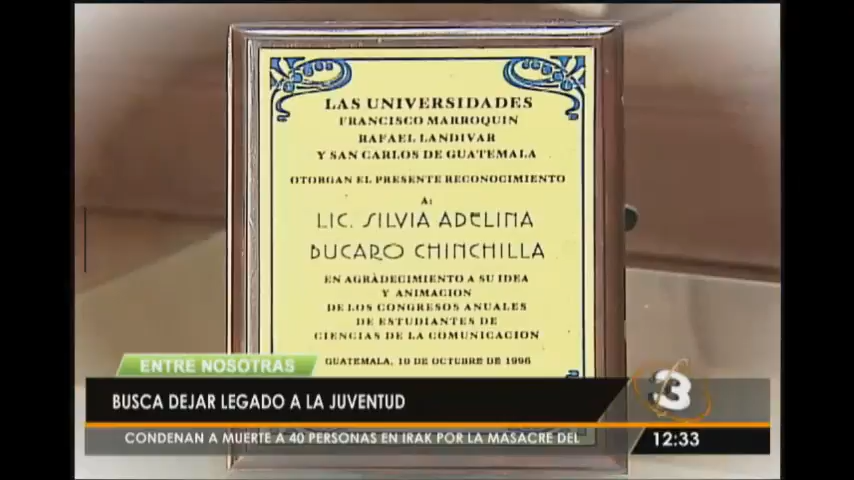 LAS UNIVERSIDADES
FRANCISCO MARROQUIN
RAFAEL LANDIVAR
Y SAN CARLOS DE GUATEMALA
OTORGAN EL PRESENTE RECONOCIMIENTO
A:
LIC. SILVIA ADELINA
BUCARO CHINCHILLA
EN AGRADECIMIENTO A SU IDEA
Y ANIMACION
DE LOS CONGRESOS ANUALES
DE ESTUDIANTES DE
CIENCIAS DE LA COMUNICACION
GUATEMALA, 10 DE OCTUBRE DE 1996
ENTRE NOSOTRAS
BUSCA DEJAR LEGADO A LA JUVENTUD
3
CONDENAN A MUERTE A 40 PERSONAS EN IRAK POR LA MASACRE DEL
12:33